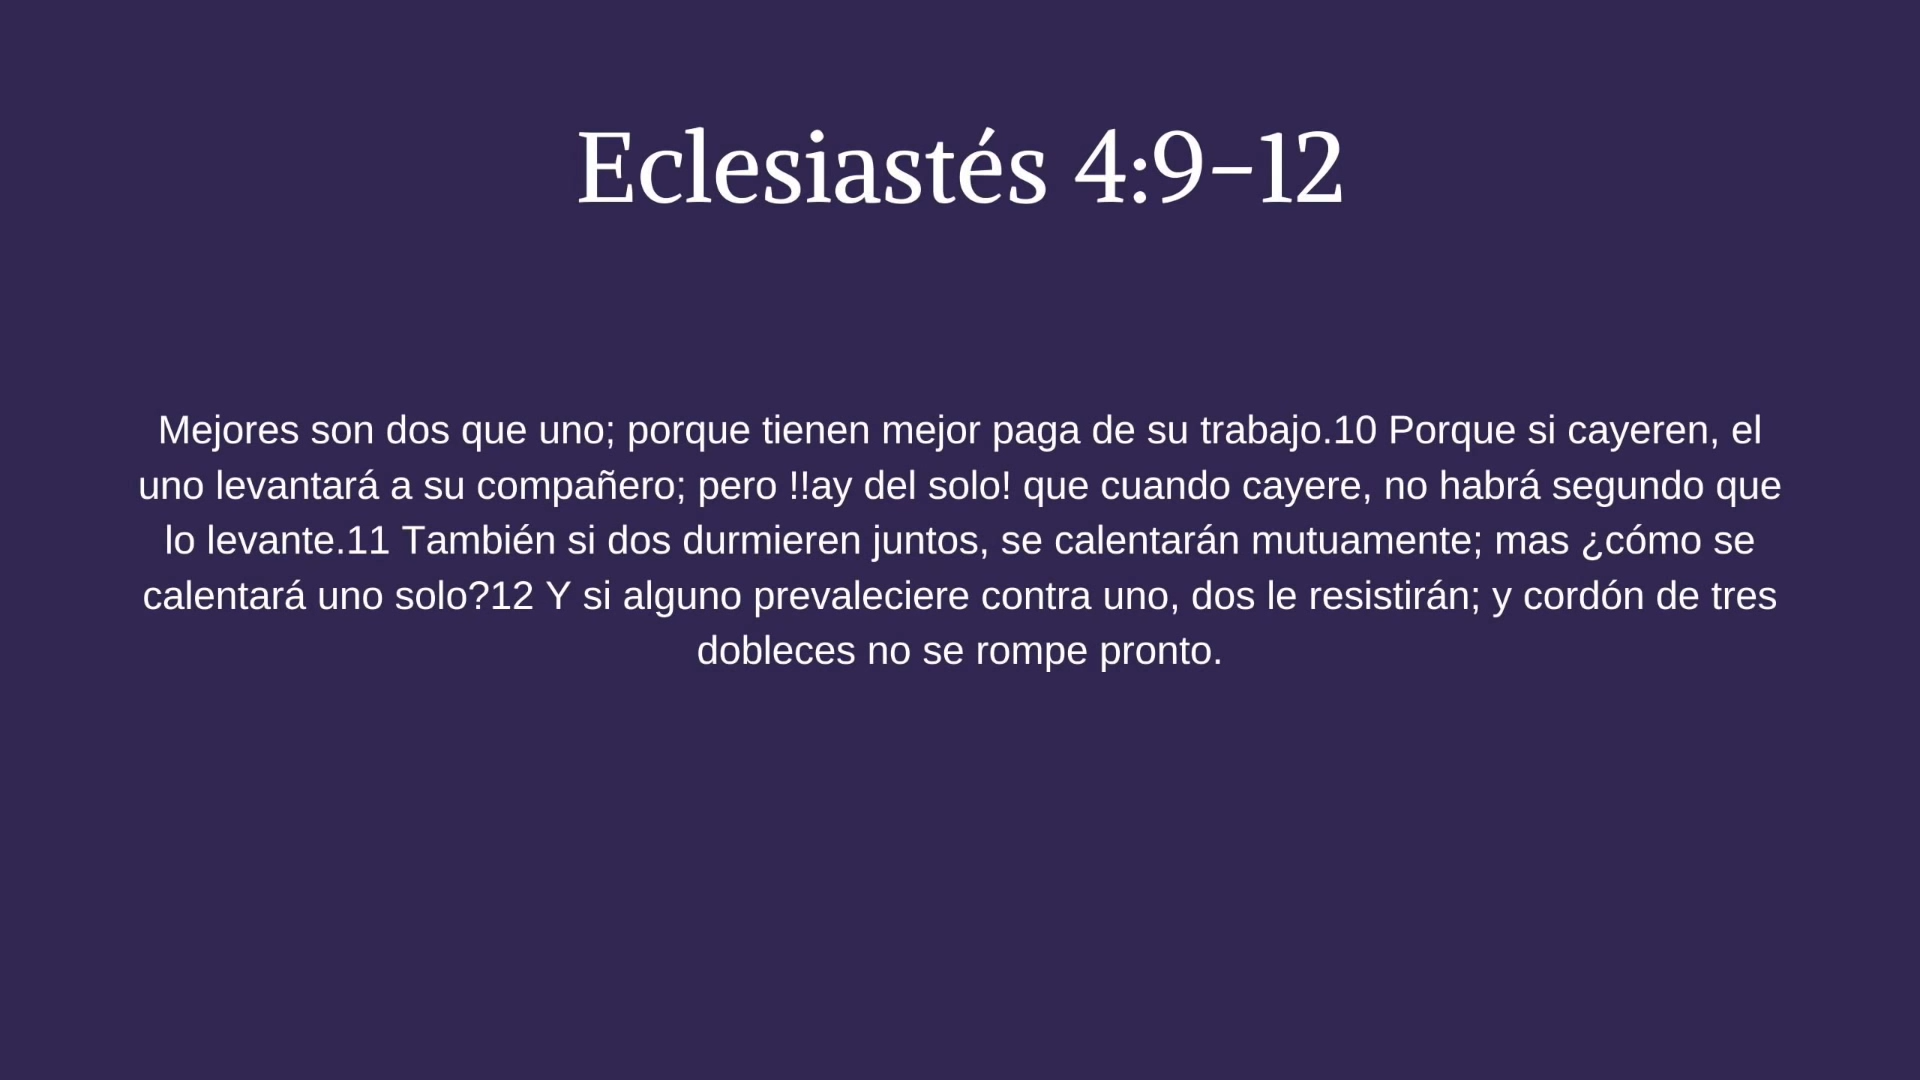 Eclesiastés 4:9–12
Mejores son dos que uno; porque tienen mejor paga de su trabajo.10 Porque si cayeren, el
uno levantará a su compañero; pero !!ay del solo! que cuando cayere, no habrá segundo que
lo levante.11 También si dos durmieren juntos, se calentarán mutuamente; mas ¿cómo se
calentará uno solo?12 Y si alguno prevaleciere contra uno, dos le resistirán; y cordón de tres
dobleces no se rompe pronto.